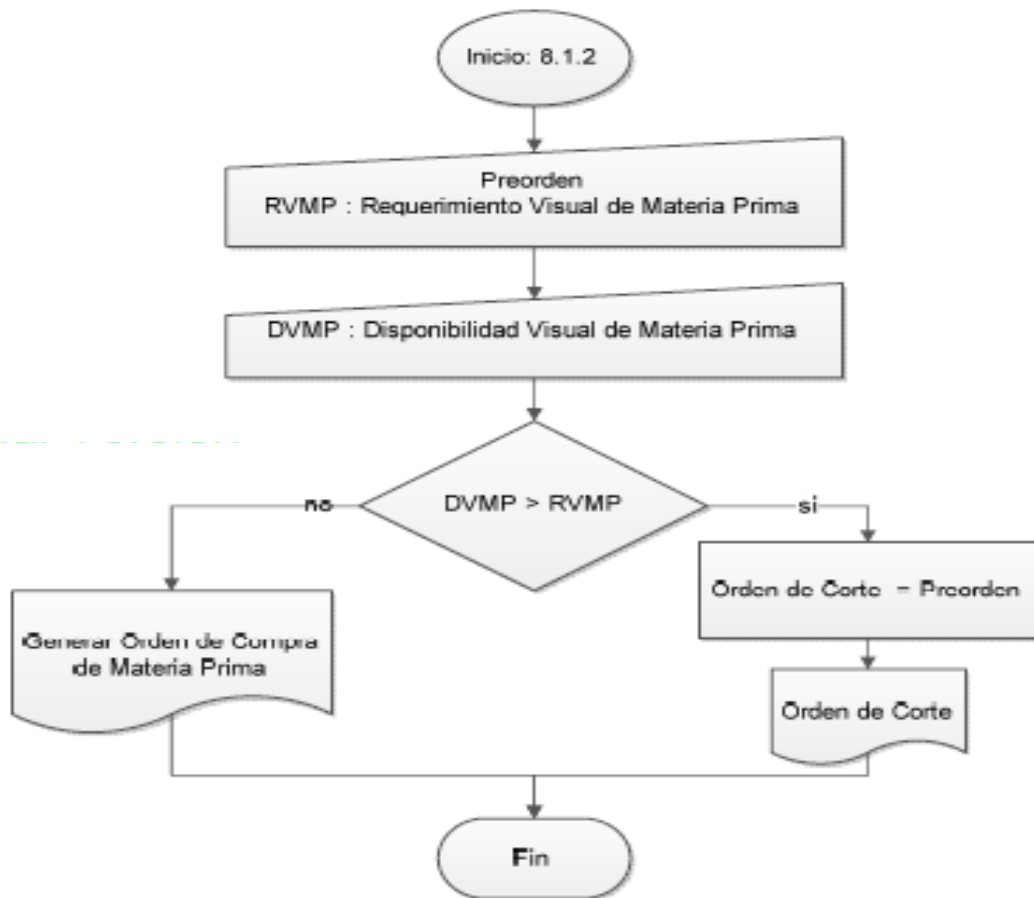 Inicio: 8.1.2
Preorden
RVMP : Requerimiento Visual de Materia Prima
DVMP : Disponibilidad Visual de Materia Prima
DVMP > RVMP
no
si
Orden de Corte = Preorden
Generar Orden de Compra
de Materia Prima
Orden de Corte
Fin